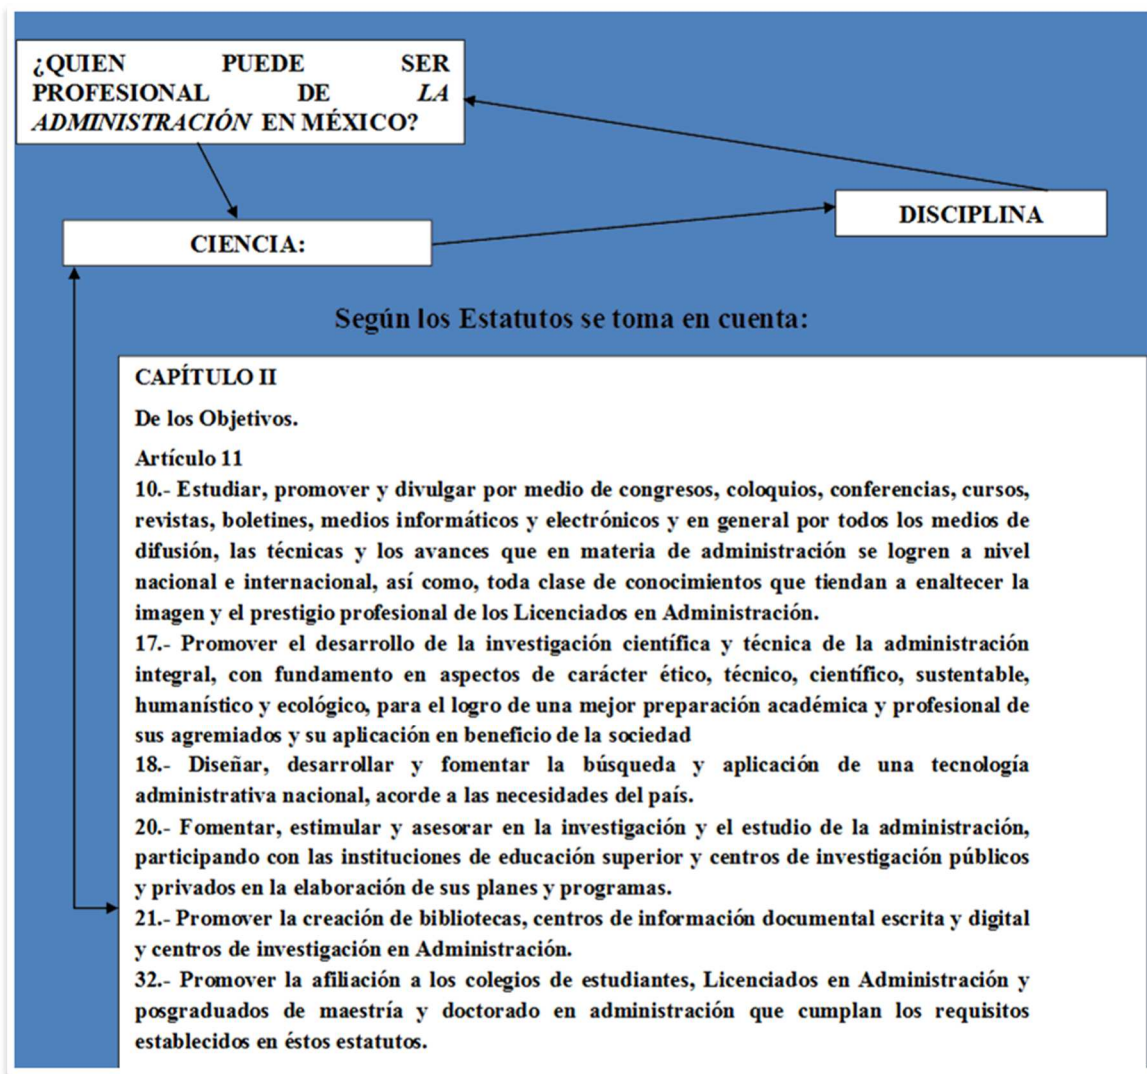 ¿QUIEN PUEDE SER
PROFESIONAL DE LA
ADMINISTRACIÓN EN MÉXICO?
DISCIPLINA
CIENCIA:
Según los Estatutos se toma en cuenta:
CAPÍTULO II
De los Objetivos.
Artículo 11
10.- Estudiar, promover y divulgar por medio de congresos, coloquios, conferencias, cursos,
revistas, boletines, medios informáticos y electrónicos y en general por todos los medios de
difusión, las técnicas y los avances que en materia de administración se logren a nivel
nacional e internacional, así como, toda clase de conocimientos que tiendan a enaltecer la
imagen y el prestigio profesional de los Licenciados en Administración.
17.- Promover el desarrollo de la investigación científica y técnica de la administración
integral, con fundamento en aspectos de carácter ético, técnico, científico, sustentable,
humanístico y ecológico, para el logro de una mejor preparación académica y profesional de
sus agremiados y su aplicación en beneficio de la sociedad
18.- Diseñar, desarrollar y fomentar la búsqueda y aplicación de una tecnología
administrativa nacional, acorde a las necesidades del país.
20.- Fomentar, estimular y asesorar en la investigación y el estudio de la administración,
participando con las instituciones de educación superior y centros de investigación públicos
y privados en la elaboración de sus planes y programas.
21.- Promover la creación de bibliotecas, centros de información documental escrita y digital
y centros de investigación en Administración.
32.- Promover la afiliación a los colegios de estudiantes, Licenciados en Administración y
posgraduados de maestría y doctorado en administración que cumplan los requisitos
establecidos en éstos estatutos.